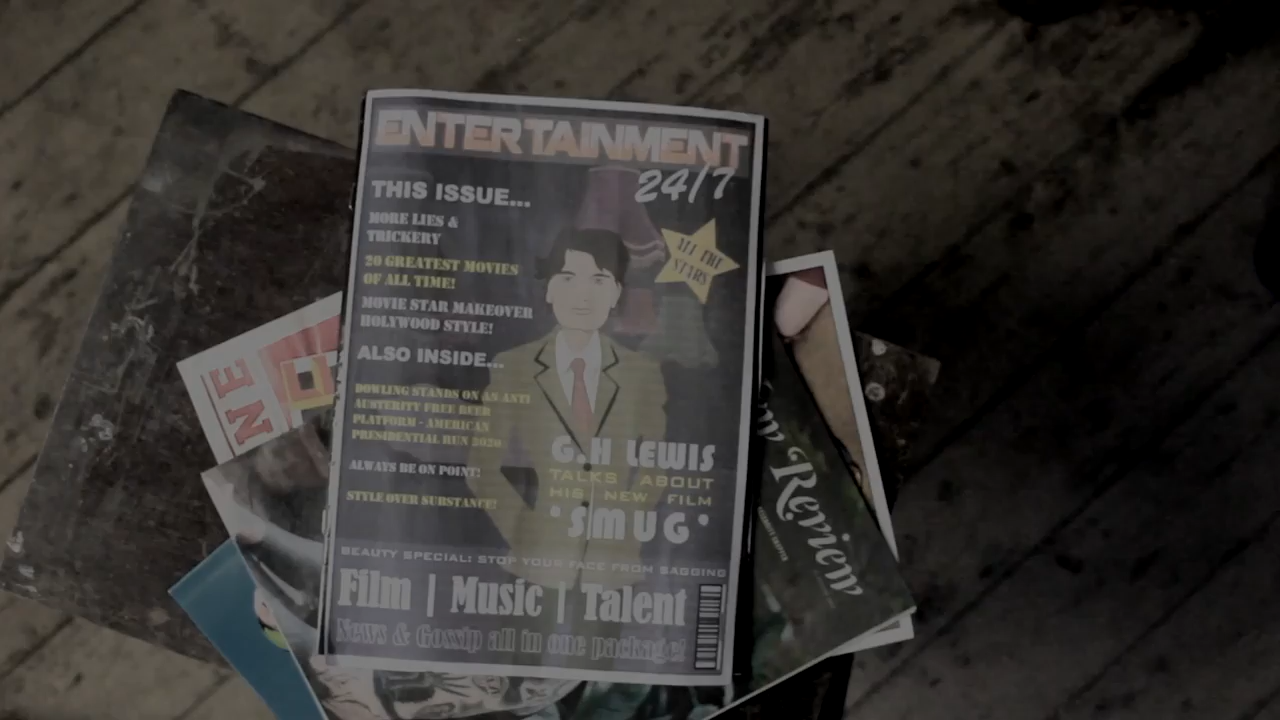 ENTERTAINMENT
24/7
THIS ISSUE...
MORE LIES &
TRICKERY
20 GREATEST MOVIES
OF ALL TIME!
MOVIE STAR MAKEOVER
HOLYWOOD STYLE!
ALL THE
STARS
ALSO INSIDE...
DOWLING STANDS ON AN ANTI
AUSTERITY FREE BEER
PLATFORM - AMERICAN
PRESIDENTIAL RUN 2020
ALWAYS BE ON POINT!
STYLE OVER SUBSTANCE!
G.H LEWIS
TALKS ABOUT
HIS NEW FILM
'SMUG'
BEAUTY SPECIAL: STOP YOUR FACE FROM SAGGING
Film | Music | Talent
News & Gossip all in one package!
NE
Review